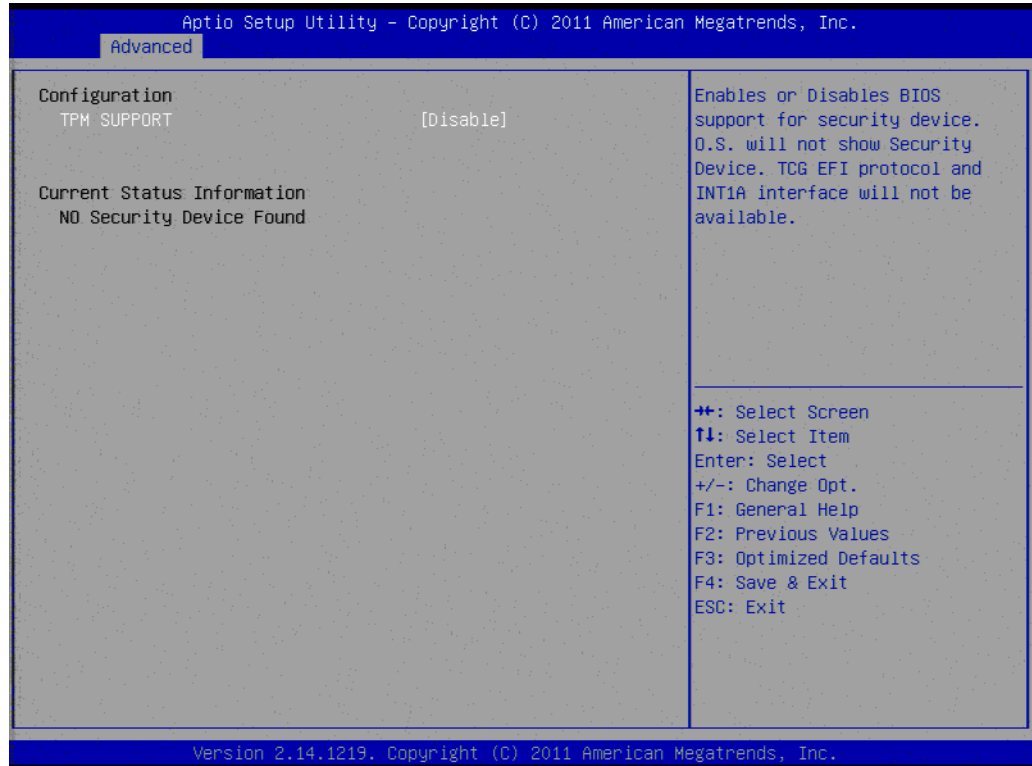 Aptio Setup Utility – Copyright (C) 2011 American Megatrends, Inc.
Advanced
Configuration
TPM SUPPORT [Disable]
Current Status Information
NO Security Device Found
Enables or Disables BIOS
support for security device.
O.S. will not show Security
Device. TCG EFI protocol and
INT1A interface will not be
available.
→←: Select Screen
↑↓: Select Item
Enter: Select
+/-: Change Opt.
F1: General Help
F2: Previous Values
F3: Optimized Defaults
F4: Save & Exit
ESC: Exit
Version 2.14.1219. Copyright (C) 2011 American Megatrends, Inc.